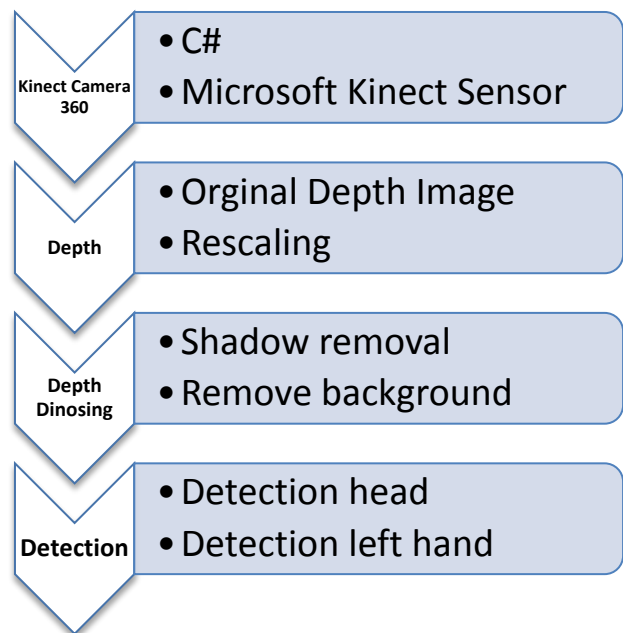 Kinect Camera
360
• C#
• Microsoft Kinect Sensor
Depth
• Orginal Depth Image
• Rescaling
Depth
Dinosing
• Shadow removal
• Remove background
Detection
• Detection head
• Detection left hand